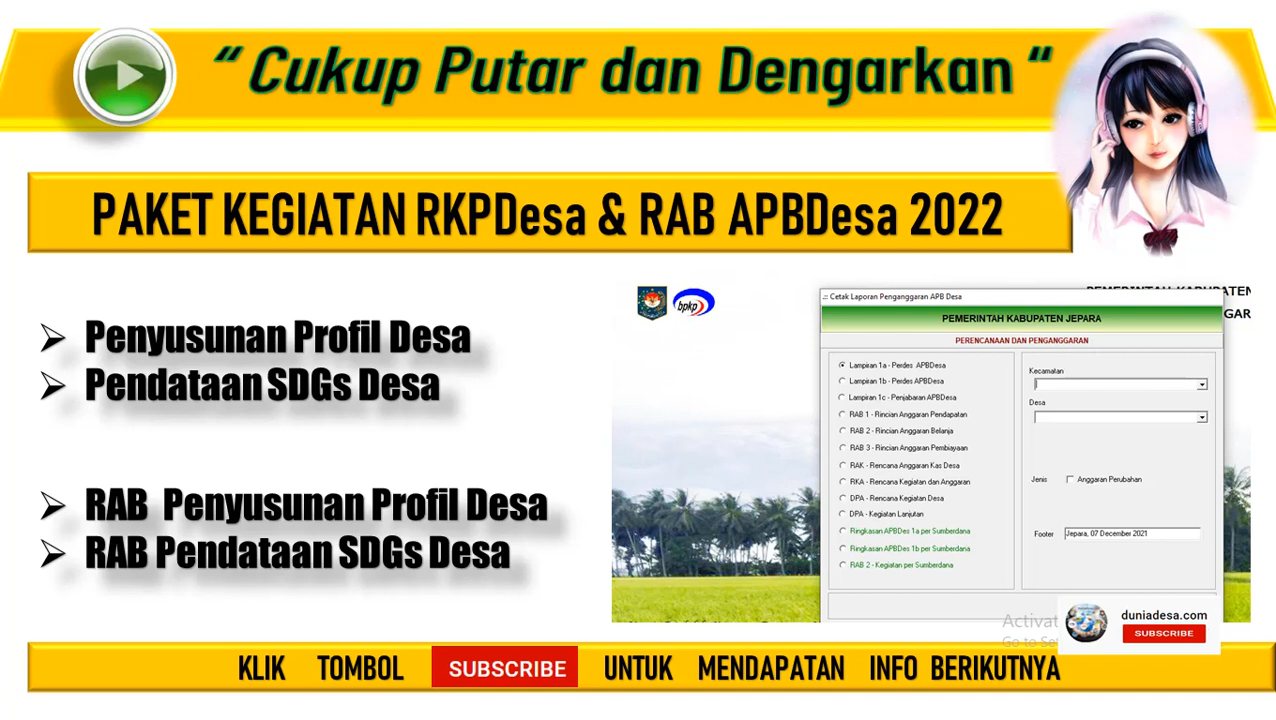 “ Cukup Putar dan Dengarkan “
PAKET KEGIATAN RKPDesa & RAB APBDesa 2022
Penyusunan Profil Desa
Pendataan SDGs Desa
RAB Penyusunan Profil Desa
RAB Pendataan SDGs Desa
bpkp
.:: Cetak Laporan Penganggaran APB Desa
PEMERINTAH KABUPATEN JEPARA
PERENCANAAN DAN PENGANGGARAN
Lampiran 1a - Perdes APBDesa
Lampiran 1b - Perdes APBDesa
Lampiran 1c - Penjabaran APBDesa
RAB 1 - Rincian Anggaran Pendapatan
RAB 2 - Rincian Anggaran Belanja
RAB 3 - Rincian Anggaran Pembiayaan
RAK - Rencana Anggaran Kas Desa
RKA - Rencana Kegiatan dan Anggaran
DPA - Rencana Kegiatan Desa
DPA - Kegiatan Lanjutan
Ringkasan APBDes 1a per Sumberdana
Ringkasan APBDes 1b per Sumberdana
RAB 2 - Kegiatan per Sumberdana
Kecamatan
Desa
Jenis Anggaran Perubahan
Footer Jepara, 07 December 2021
Activat
Go to Se
duniadesa.com
SUBSCRIBE
KLIK TOMBOL SUBSCRIBE UNTUK MENDAPATAN INFO BERIKUTNYA